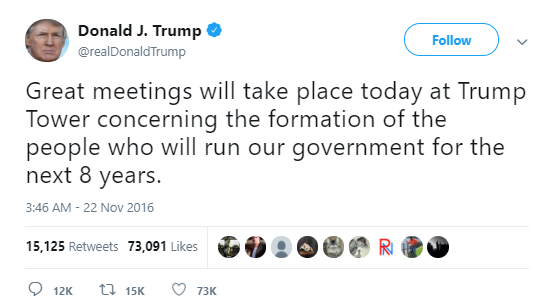 Donald J. Trump
@realDonaldTrump
Follow
Great meetings will take place today at Trump
Tower concerning the formation of the
people who will run our government for the
next 8 years.
3:46 AM - 22 Nov 2016
15,125 Retweets 73,091 Likes
12K 15K 73K